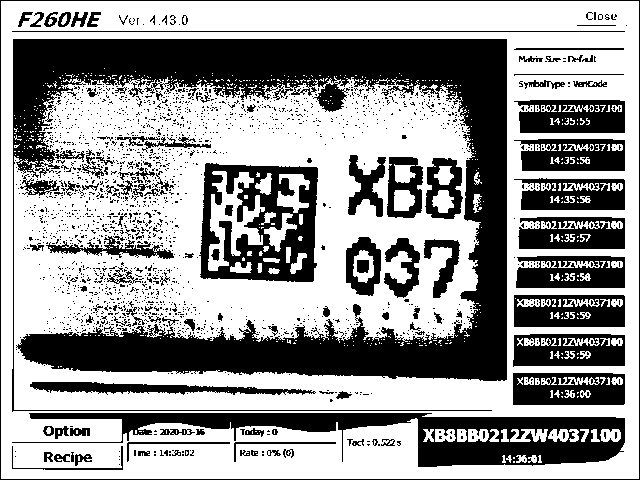 F260HE Ver. 4.43.0
Close
XB8B
037
Matrix Size : Default
SymbolType : VeriCode
XB8BB0212ZW4037100
14:35:55
XB8BB0212ZW4037100
14:35:56
XB8BB0212ZW4037100
14:35:56
XB8BB0212ZW4037100
14:35:57
XB8BB0212ZW4037100
14:35:58
XB8BB0212ZW4037100
14:35:59
XB8BB0212ZW4037100
14:35:59
XB8BB0212ZW4037100
14:36:00
Option
Recipe
Date : 2020-03-16
Time : 14:36:02
Today : 0
Rate : 0% (0)
Tact : 0.522 s
XB8BB0212ZW4037100
14:36:01